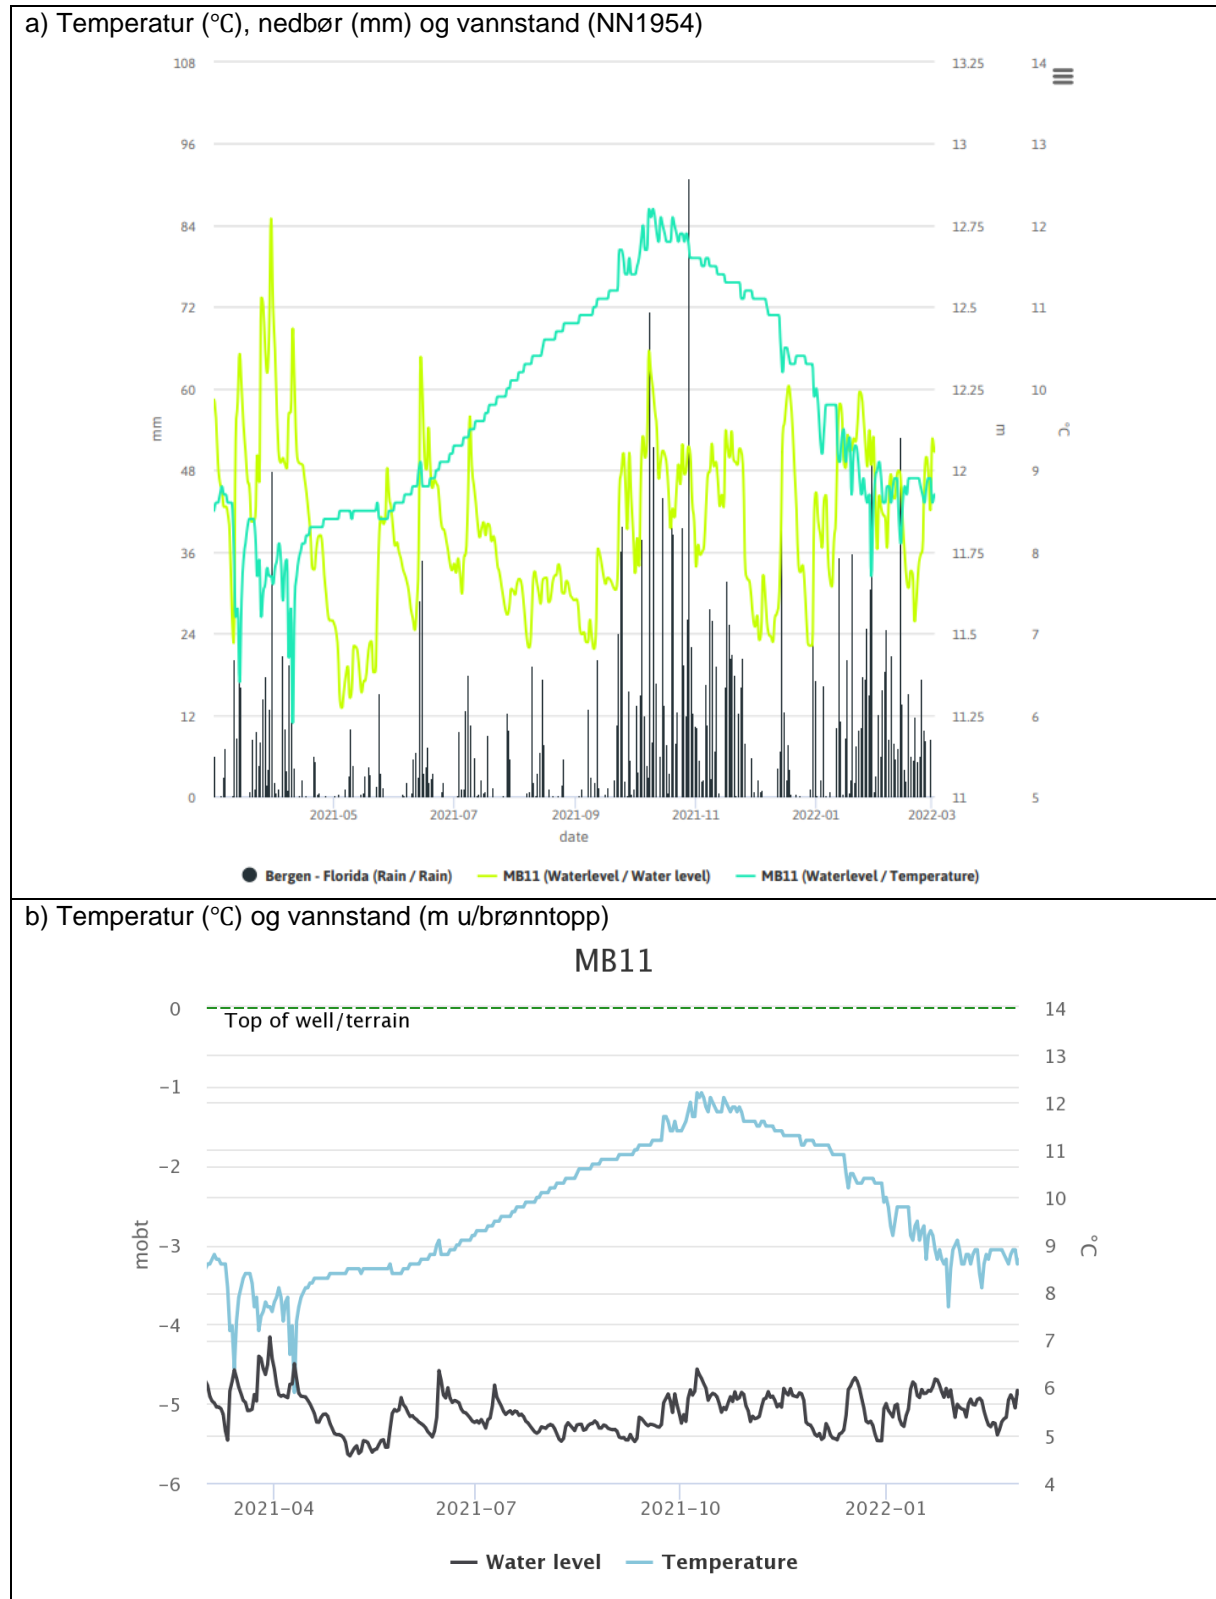 a) Temperatur (℃), nedbør (mm) og vannstand (NN1954)
108 13.25 14
96 13 13
84 12.75 12
72 12.5 11
60 12.25 10
mm m °C
48 12 9
36 11.75 8
24 11.5 7
12 11.25 6
0 11 5
2021-05 2021-07 2021-09 2021-11 2022-01 2022-03
date
Bergen - Florida (Rain / Rain) MB11 (Waterlevel / Water level) MB11 (Waterlevel / Temperature)
b) Temperatur (℃) og vannstand (m u/brønntopp)
MB11
0 14
Top of well/terrain
13
-1
12
11
-2
10
mobt
-3 9 °C
8
-4
7
6
-5
5
-6 4
2021-04 2021-07 2021-10 2022-01
Water level Temperature